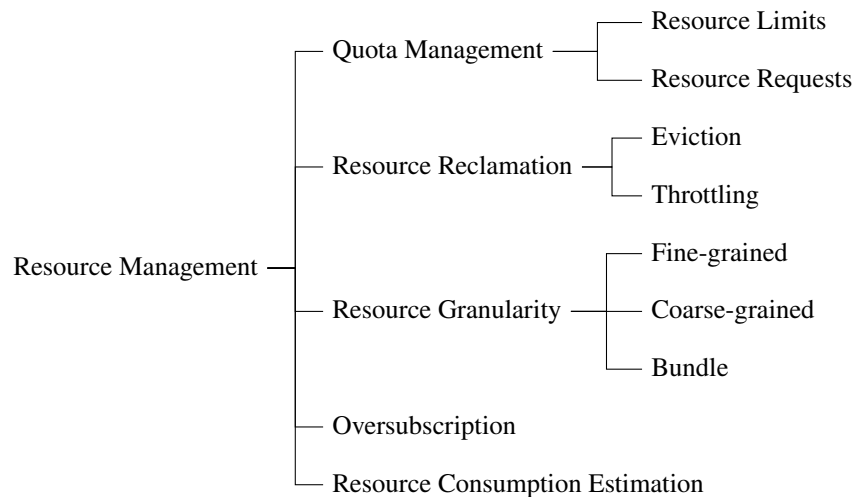 Resource Management
Quota Management
Resource Limits
Resource Requests
Resource Reclamation
Eviction
Throttling
Resource Granularity
Fine-grained
Coarse-grained
Bundle
Oversubscription
Resource Consumption Estimation